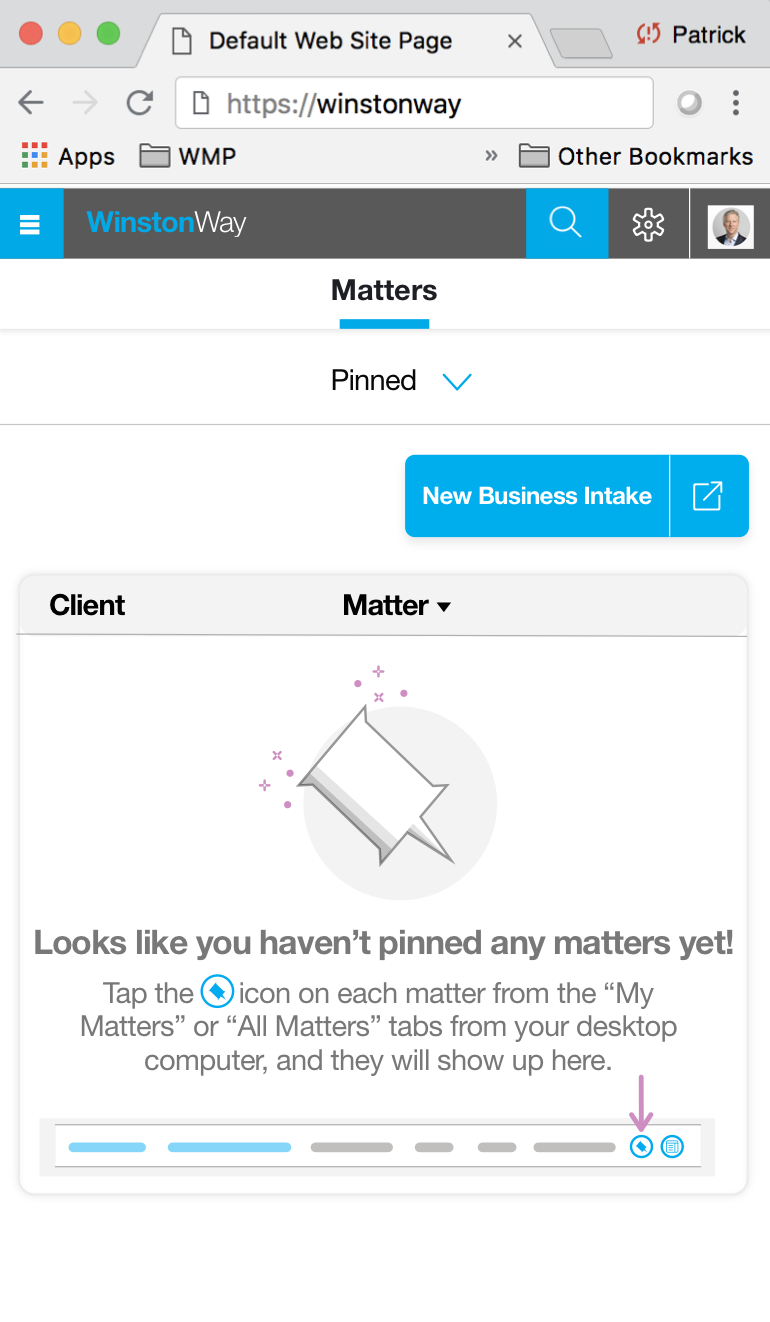 Default Web Site Page
Patrick
https://winstonway
Apps
WMP
» Other Bookmarks
WinstonWay
Matters
Pinned
New Business Intake
Client
Matter
Looks like you haven’t pinned any matters yet!
Tap the icon on each matter from the “My
Matters” or “All Matters” tabs from your desktop
computer, and they will show up here.